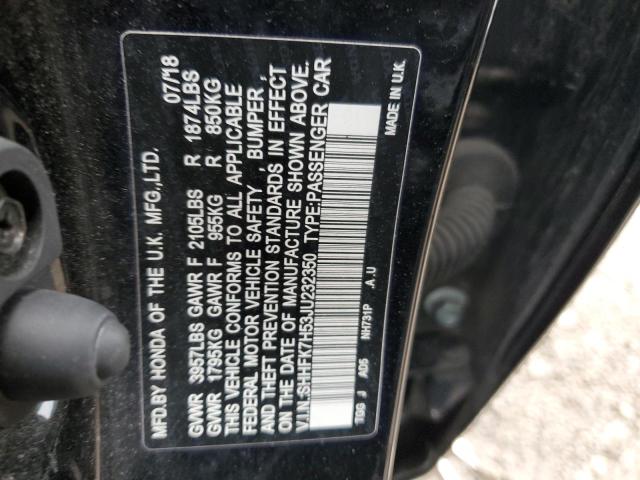 MFD.BY HONDA OF THE U.K. MFG.,LTD. 07/18
GVWR 3957LBS GAWR F 2105LBS R 1874LBS
GVWR 1795KG GAWR F 955KG R 850KG
THIS VEHICLE CONFORMS TO ALL APPLICABLE
FEDERAL MOTOR VEHICLE SAFETY , BUMPER ,
AND THEFT PREVENTION STANDARDS IN EFFECT
ON THE DATE OF MANUFACTURE SHOWN ABOVE.
V.I.N:SHHFK7H53JU232350 TYPE:PASSENGER CAR
TGG J A05 NH731P .A.U MADE IN U.K.